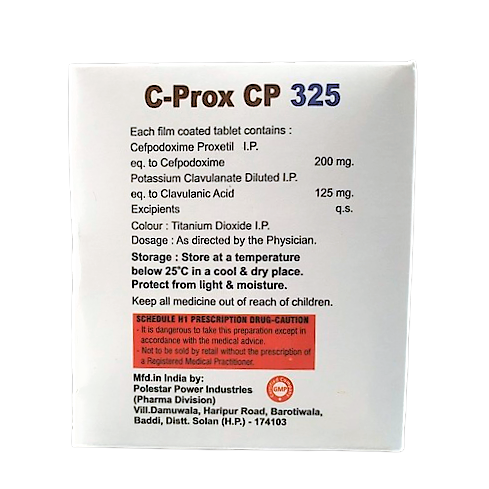 C-Prox CP 325
Each film coated tablet contains :
Cefpodoxime Proxetil I.P.
eq. to Cefpodoxime 200 mg.
Potassium Clavulanate Diluted I.P.
eq. to Clavulanic Acid 125 mg.
Excipients q.s.
Colour : Titanium Dioxide I.P.
Dosage : As directed by the Physician.
Storage : Store at a temperature
below 25°C in a cool & dry place.
Protect from light & moisture.
Keep all medicine out of reach of children.
SCHEDULE H1 PRESCRIPTION DRUG-CAUTION
- It is dangerous to take this preparation except in
accordance with the medical advice.
- Not to be sold by retail without the prescription of
a Registered Medical Practitioner.
Mfd.in India by:
Polestar Power Industries
(Pharma Division)
Vill.Damuwala, Haripur Road, Barotiwala,
Baddi, Distt. Solan (H.P.) - 174103
GMP